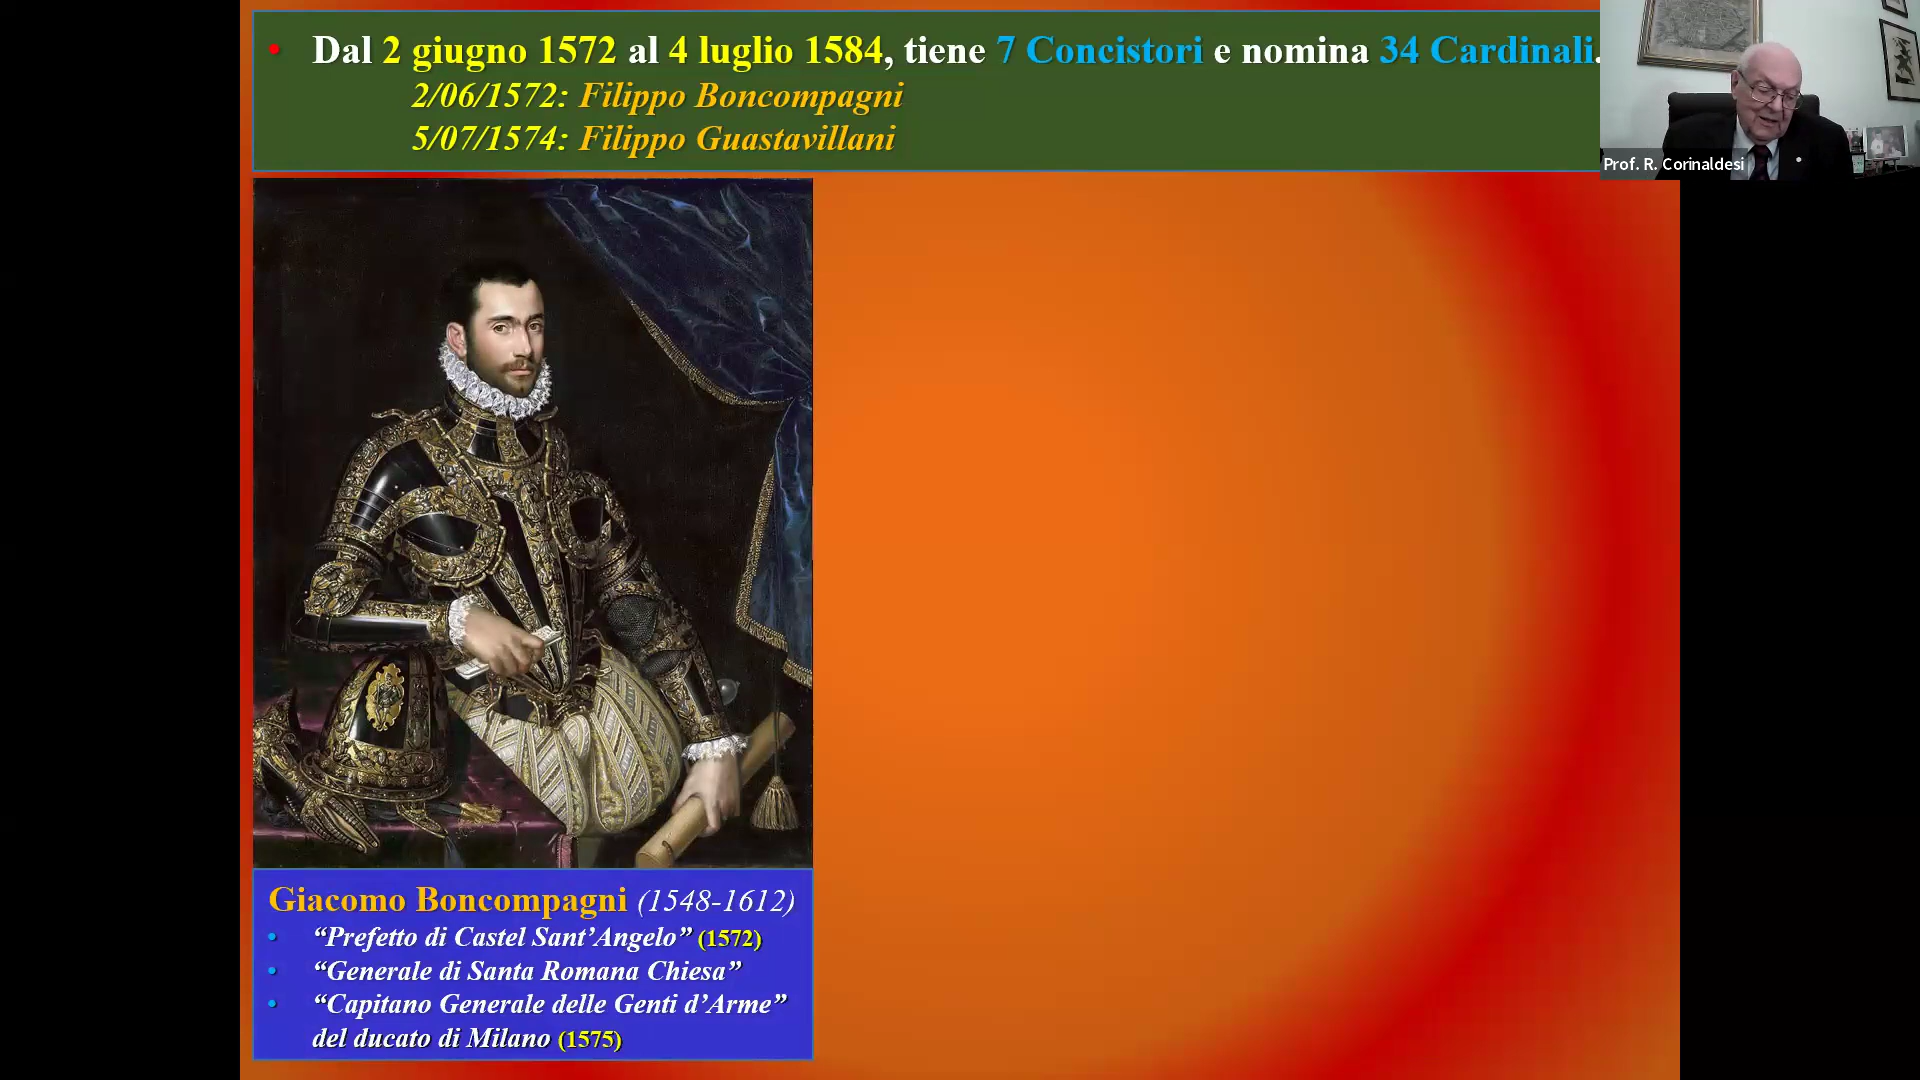 Dal 2 giugno 1572 al 4 luglio 1584, tiene 7 Concistori e nomina 34 Cardinali.
2/06/1572: Filippo Boncompagni
5/07/1574: Filippo Guastavillani
Prof. R. Corinaldesi
Giacomo Boncompagni (1548-1612)
• “Prefetto di Castel Sant’Angelo” (1572)
• “Generale di Santa Romana Chiesa”
• “Capitano Generale delle Genti d’Arme”
del ducato di Milano (1575)